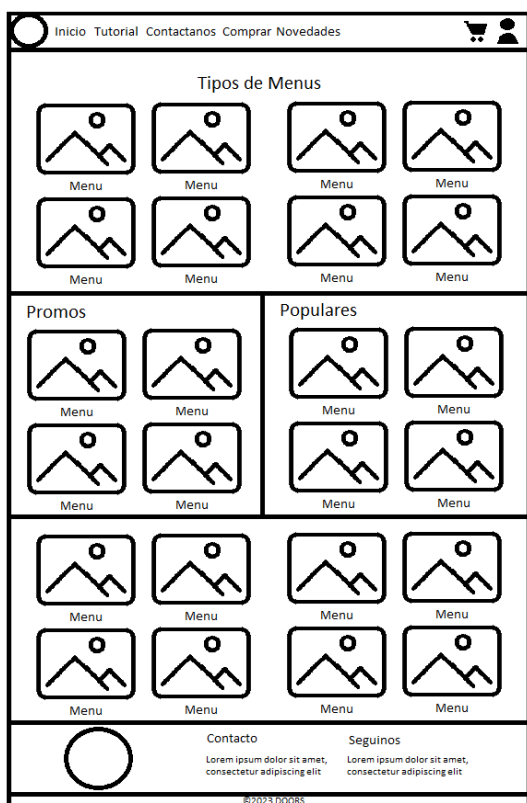 Inicio Tutorial Contactanos Comprar Novedades
Tipos de Menus
Menu Menu Menu Menu
Menu Menu Menu Menu
Promos
Menu Menu
Menu Menu
Populares
Menu Menu
Menu Menu
Menu Menu Menu Menu
Menu Menu Menu Menu
Contacto
Lorem ipsum dolor sit amet,
consectetur adipiscing elit
Seguinos
Lorem ipsum dolor sit amet,
consectetur adipiscing elit
©2023 DOORS